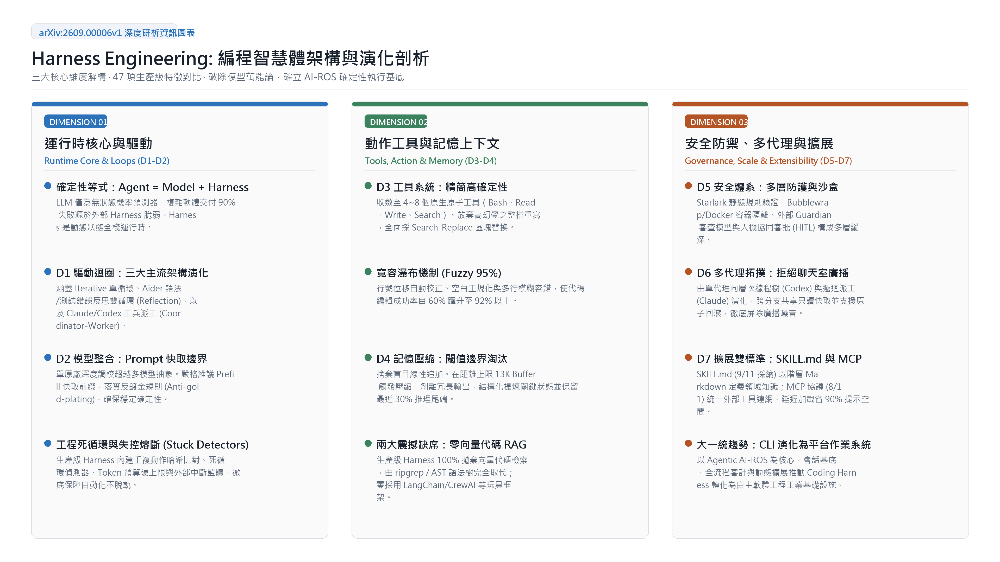 arXiv:2609.00006v1 深度研析資訊圖表
Harness Engineering: 編程智慧體架構與演化剖析
三大核心維度解構 · 47 項生產級特徵對比 · 破除模型萬能論，確立 AI-ROS 確定性執行基底
DIMENSION 01
運行時核心與驅動
Runtime Core & Loops (D1-D2)
確定性等式：Agent = Model + Harness
LLM 僅為無狀態機率預測器，複雜軟體交付 90%
失敗源於外部 Harness 脆弱。Harnes
s 是動態狀態全棧運行時。
D1 驅動迴圈：三大主流架構演化
涵蓋 Iterative 單循環、Aider 語法
/測試錯誤反思雙循環 (Reflection)，以
及 Claude/Codex 工兵派工 (Coor
dinator-Worker)。
D2 模型整合：Prompt 快取邊界
單原廠深度調校超越多模型抽象。嚴格維護 Prefi
ll 快取前綴，落實反鍍金規則 (Anti-gol
d-plating)，確保穩定確定性。
工程死循環與失控熔斷 (Stuck Detectors)
生產級 Harness 內建重複動作哈希比對、死循
環偵測器、Token 預算硬上限與外部中斷監聽，徹
底保障自動化不脫軌。
DIMENSION 02
動作工具與記憶上下文
Tools, Action & Memory (D3-D4)
D3 工具系統：精簡高確定性
收斂至 4~8 個原生原子工具（Bash、Read
、Write、Search）。放棄高幻覺之整檔重寫
，全面採 Search-Replace 區塊替換。
寬容瀑布機制 (Fuzzy 95%)
行號位移自動校正、空白正規化與多行模糊容錯，使代碼
編輯成功率自 60% 躍升至 92% 以上。
D4 記憶壓縮：閾值邊界淘汰
捨棄盲目線性追加。在距離上限 13K Buffer
觸發壓縮，剝離冗長輸出，結構化提煉關鍵狀態並保留
最近 30% 推理尾端。
兩大震撼缺席：零向量代碼 RAG
生產級 Harness 100% 拋棄向量代碼檢索
，由 ripgrep / AST 語法樹完全取代；
零採用 LangChain/CrewAI 等玩具框
架。
DIMENSION 03
安全防禦、多代理與擴展
Governance, Scale & Extensibility (D5-D7)
D5 安全體系：多層防護與沙盒
Starlark 靜態規則驗證、Bubblewra
p/Docker 容器隔離、外部 Guardian
審查模型與人機協同審批 (HITL) 構成多層縱
深。
D6 多代理拓撲：拒絕聊天室廣播
由單代理向層次線程樹 (Codex) 與遞迴派工
(Claude) 演化，跨分支共享只讀快取並支援原
子回滾，徹底屏除廣播噪音。
D7 擴展雙標準：SKILL.md 與 MCP
SKILL.md (9/11 採納) 以階層 Ma
rkdown 定義領域知識；MCP 協議 (8/1
1) 統一外部工具連網，延遲加載省 90% 提示空
間。
大一統趨勢：CLI 演化為平台作業系統
以 Agentic AI-ROS 為核心，會話基底
、全流程審計與動態擴展推動 Coding Harn
ess 轉化為自主軟體工程工業基礎設施。